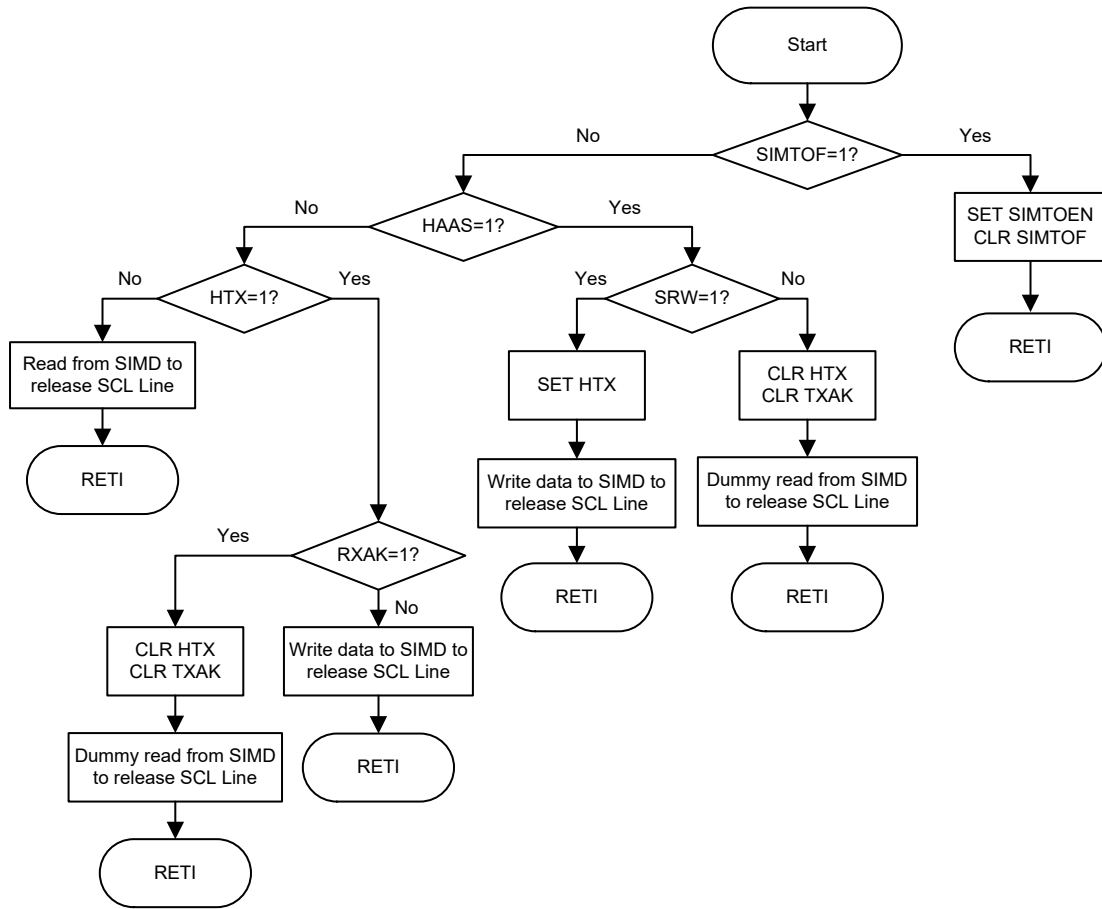 Start
No
SIMTOF=1?
Yes
No
HAAS=1?
Yes
SET SIMTOEN
CLR SIMTOF
No
HTX=1?
Yes
Yes
SRW=1?
No
RETI
Read from SIMD to
release SCL Line
SET HTX
CLR HTX
CLR TXAK
RETI
Write data to SIMD to
release SCL Line
Dummy read from SIMD
to release SCL Line
Yes
RXAK=1?
No
RETI
RETI
CLR HTX
CLR TXAK
Write data to SIMD to
release SCL Line
Dummy read from SIMD
to release SCL Line
RETI
RETI